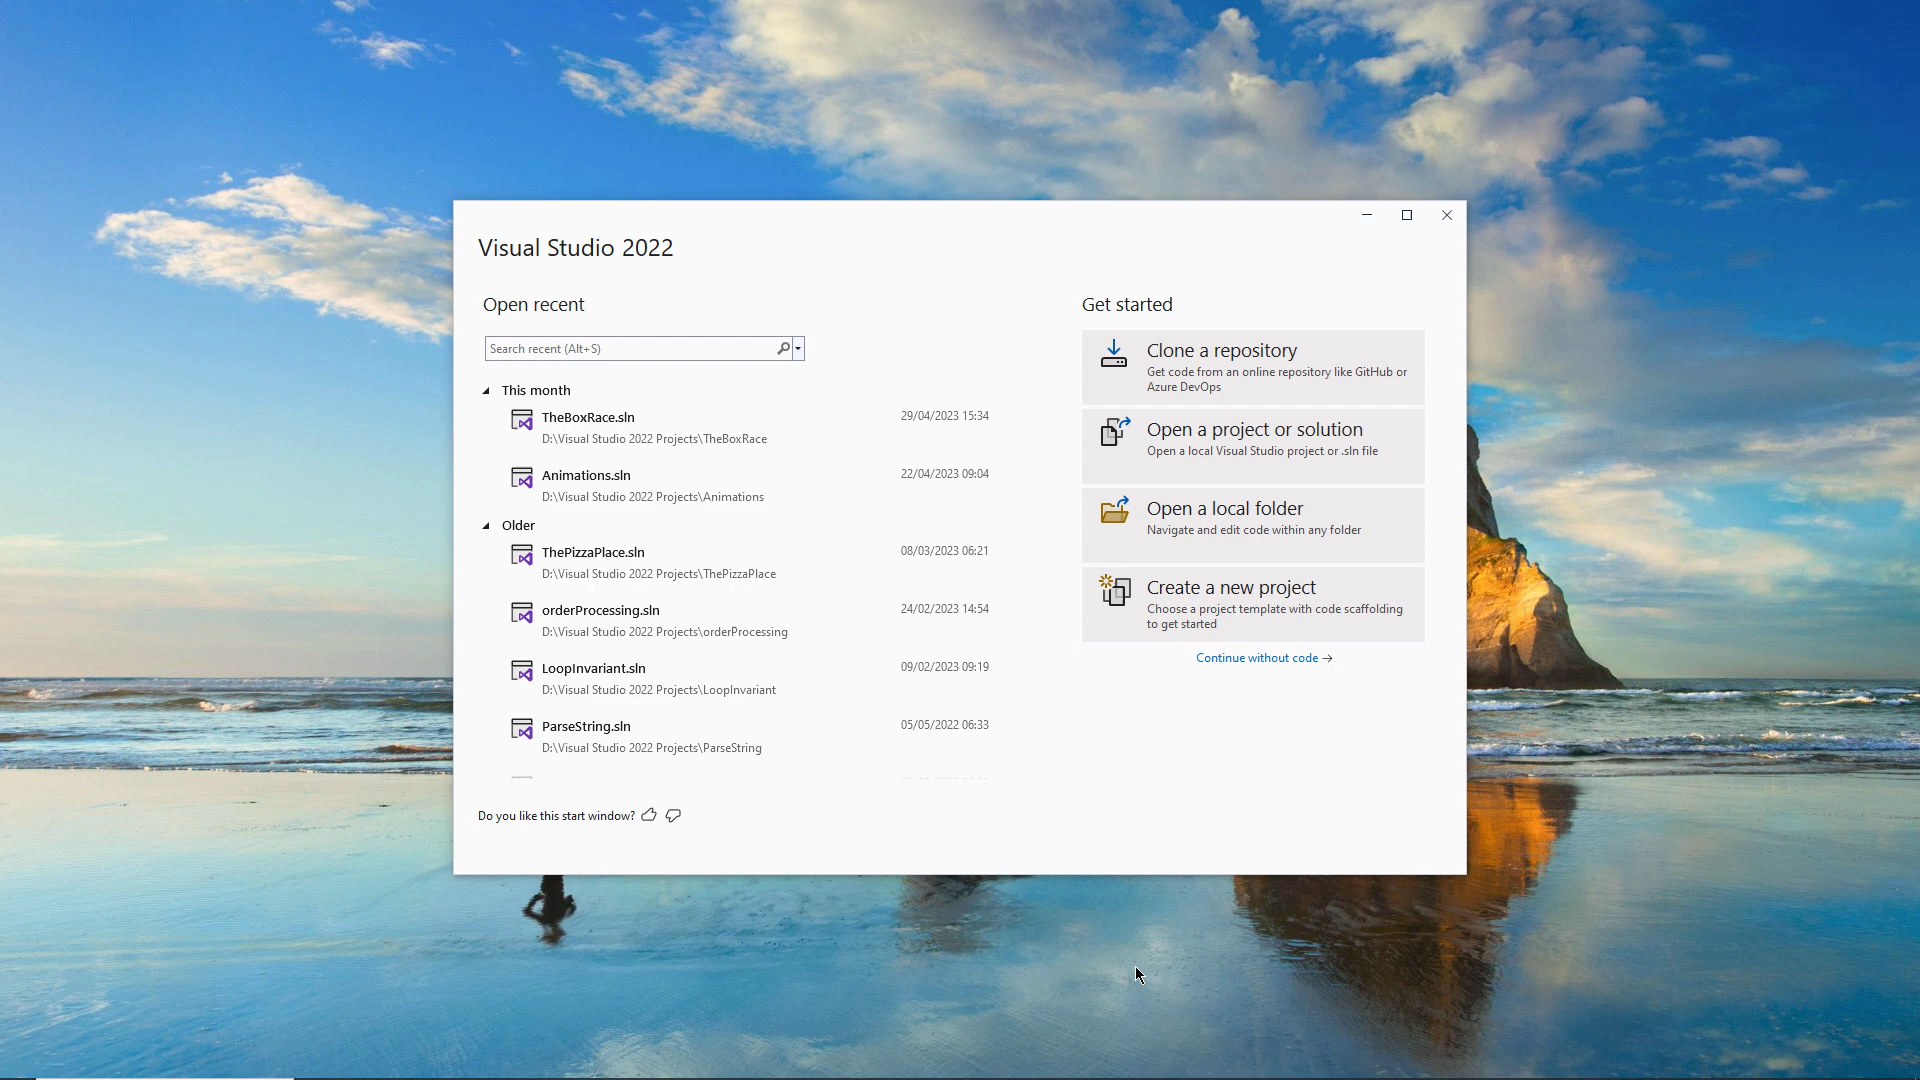 Visual Studio 2022
Open recent
Search recent (Alt+S)
This month
TheBoxRace.sln
29/04/2023 15:34
D:\Visual Studio 2022 Projects\TheBoxRace
Animations.sln
22/04/2023 09:04
D:\Visual Studio 2022 Projects\Animations
Older
ThePizzaPlace.sln
08/03/2023 06:21
D:\Visual Studio 2022 Projects\ThePizzaPlace
orderProcessing.sln
24/02/2023 14:54
D:\Visual Studio 2022 Projects\orderProcessing
LoopInvariant.sln
09/02/2023 09:19
D:\Visual Studio 2022 Projects\LoopInvariant
ParseString.sln
05/05/2022 06:33
D:\Visual Studio 2022 Projects\ParseString
Do you like this start window?
Get started
Clone a repository
Get code from an online repository like GitHub or
Azure DevOps
Open a project or solution
Open a local Visual Studio project or .sln file
Open a local folder
Navigate and edit code within any folder
Create a new project
Choose a project template with code scaffolding
to get started
Continue without code →